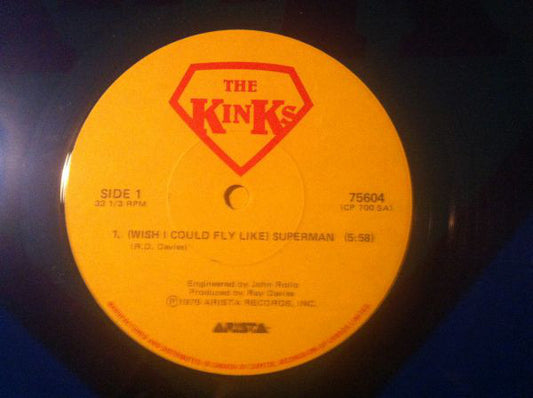 THE
KINKS
SIDE 1
33 1/3 RPM
75604
(CP 700 SA)
1. (WISH I COULD FLY LIKE) SUPERMAN (5:58)
(R.D. Davies)
Engineered by John Rollo
Produced by Ray Davies
Ⓟ1979 ARISTA RECORDS, INC.
ARISTA